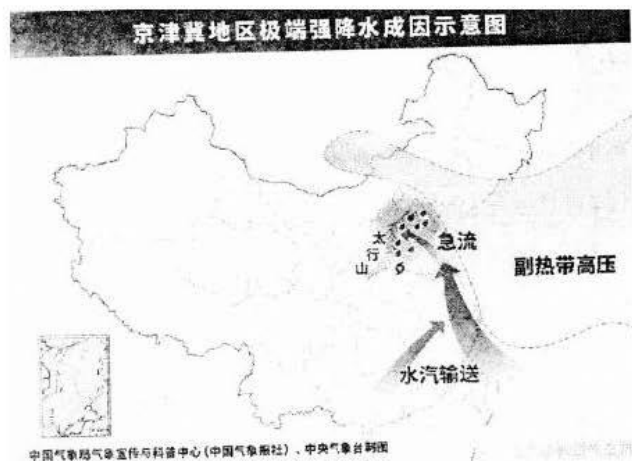 京津冀地区极端强降水成因示意图
急流
太
行
山
副热带高压
水汽输送
中国气象局气象宣传与科普中心(中国气象报社)、中央气象台制图